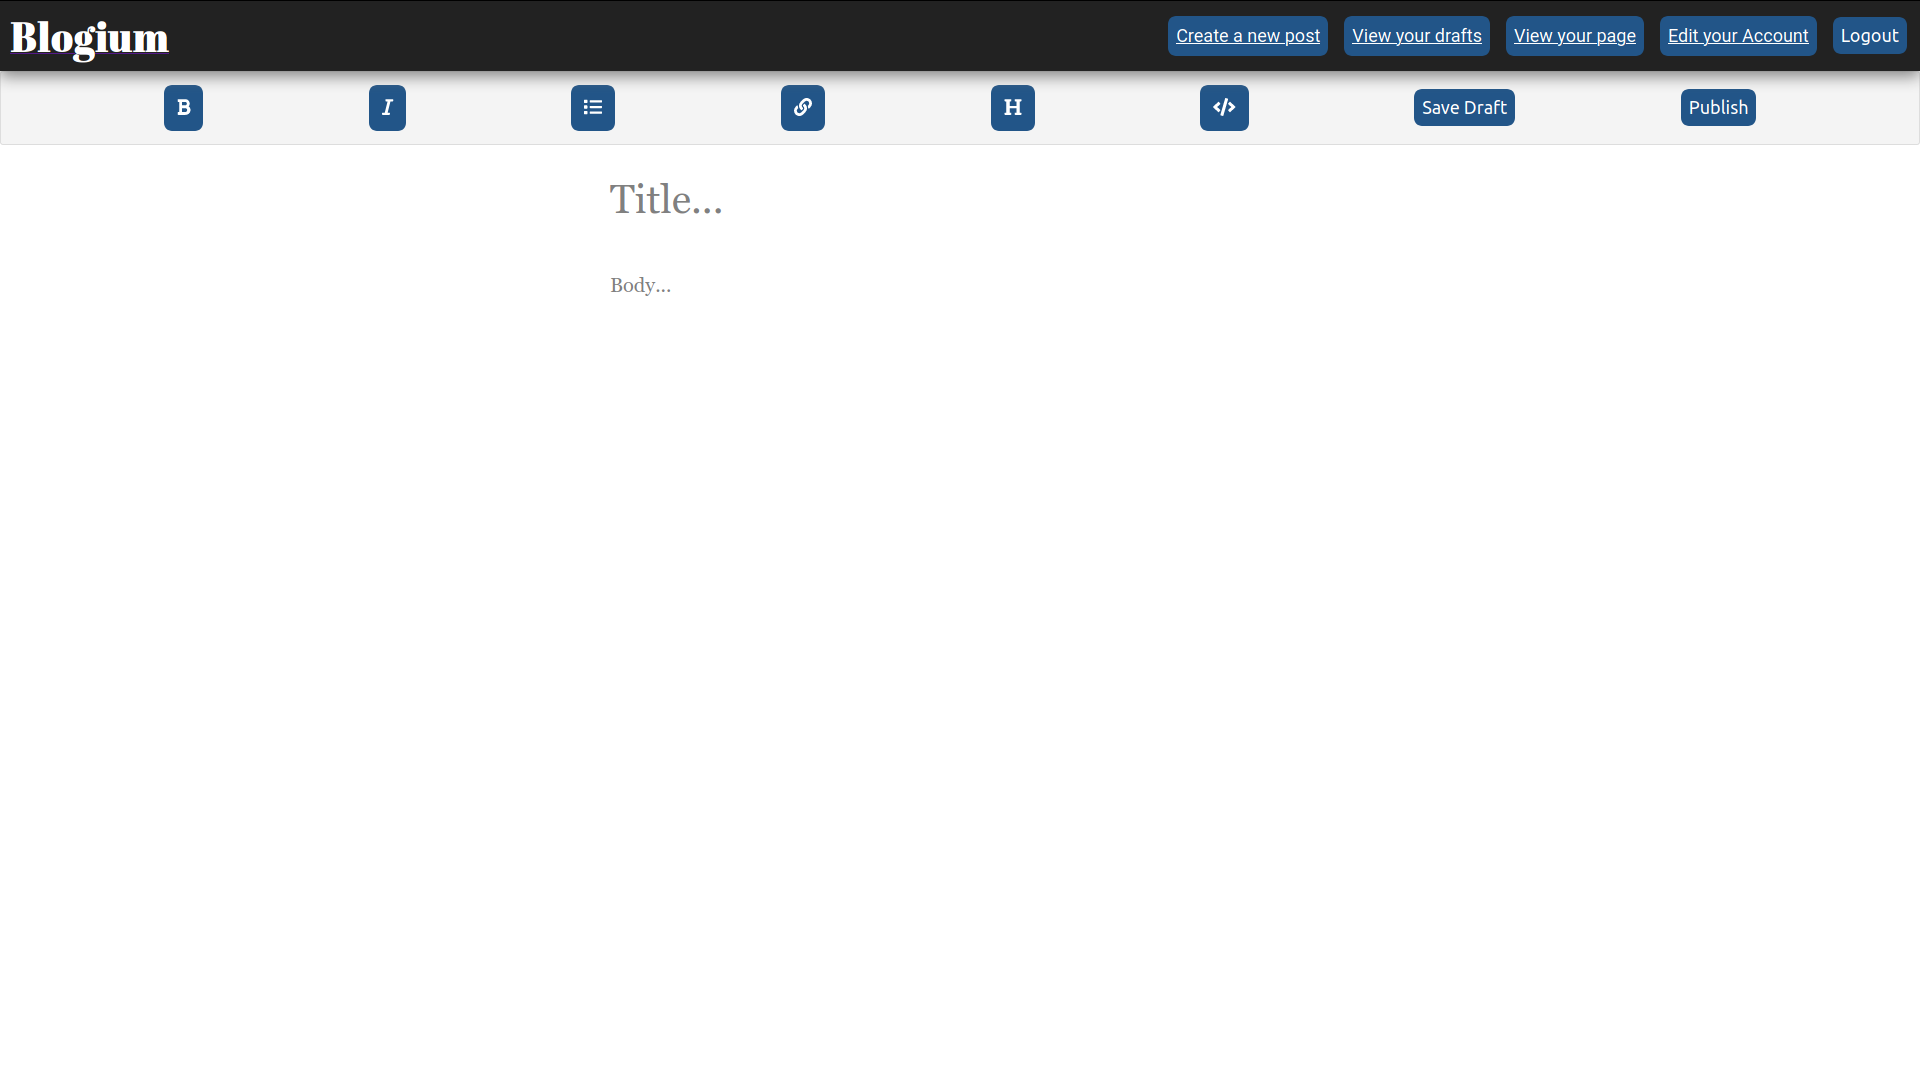 Blogium
Create a new post
View your drafts
View your page
Edit your Account
Logout
B
I
H
</>
Save Draft
Publish
Title...
Body...